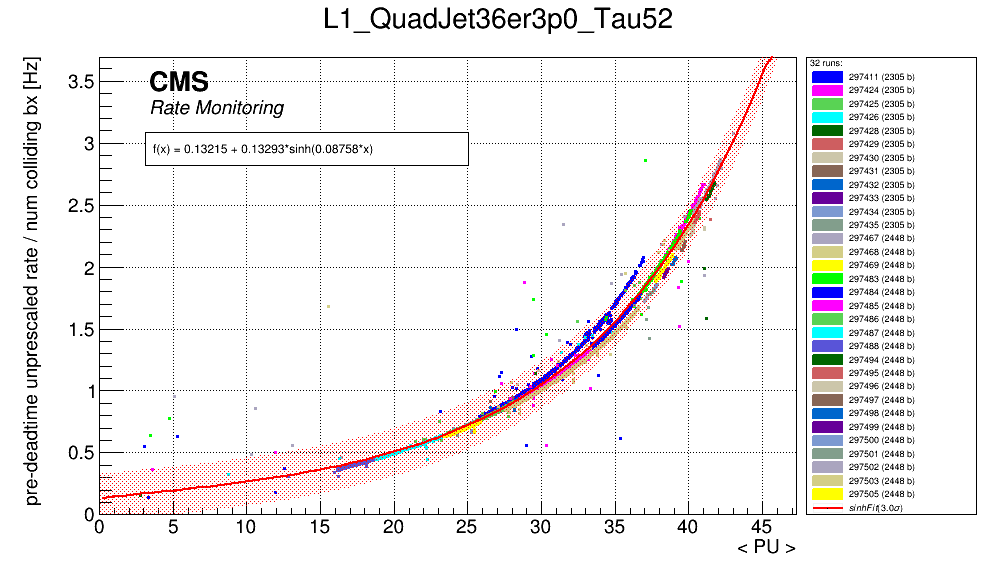 L1_QuadJet36er3p0_Tau52
pre-deadtime unprescaled rate / num colliding bx [Hz]
CMS
Rate Monitoring
f(x) = 0.13215 + 0.13293*sinh(0.08758*x)
3.5
3
2.5
2
1.5
1
0.5
0
0 5 10 15 20 25 30 35 40 45
< PU >
32 runs:
297411 (2305 b)
297424 (2305 b)
297425 (2305 b)
297426 (2305 b)
297428 (2305 b)
297429 (2305 b)
297430 (2305 b)
297431 (2305 b)
297432 (2305 b)
297433 (2305 b)
297434 (2305 b)
297435 (2305 b)
297467 (2448 b)
297468 (2448 b)
297469 (2448 b)
297483 (2448 b)
297484 (2448 b)
297485 (2448 b)
297486 (2448 b)
297487 (2448 b)
297488 (2448 b)
297494 (2448 b)
297495 (2448 b)
297496 (2448 b)
297497 (2448 b)
297498 (2448 b)
297499 (2448 b)
297500 (2448 b)
297501 (2448 b)
297502 (2448 b)
297503 (2448 b)
297505 (2448 b)
sinhFit(3.0σ)